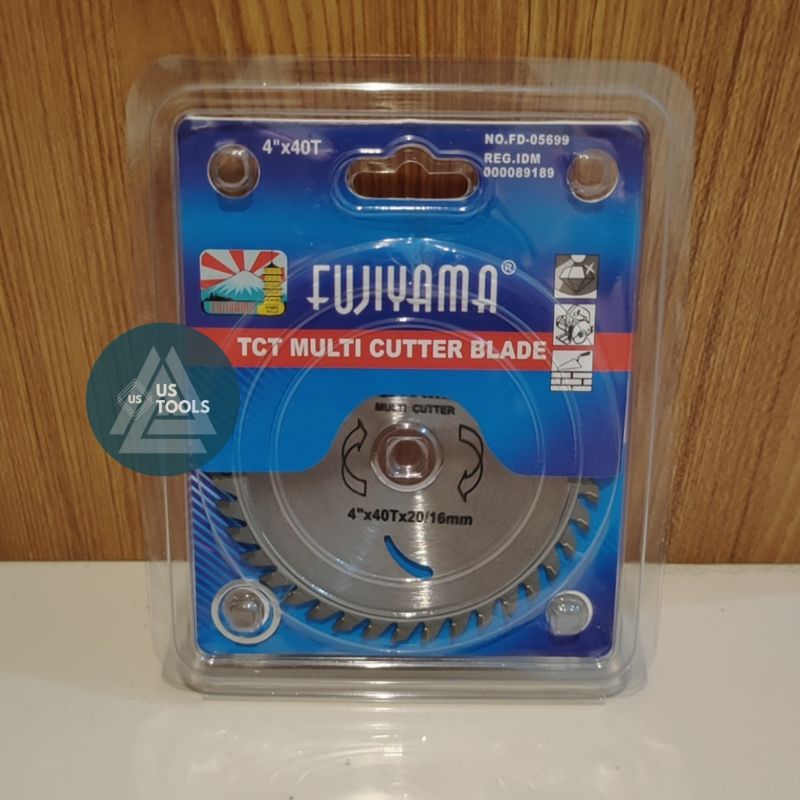 4"x40T
NO.FD-05699
REG.IDM
000089189
FUJIYAMA®
FUJIYAMA
TCT MULTI CUTTER BLADE
US
US
TOOLS
MULTI CUTTER
4"x40Tx20/16mm